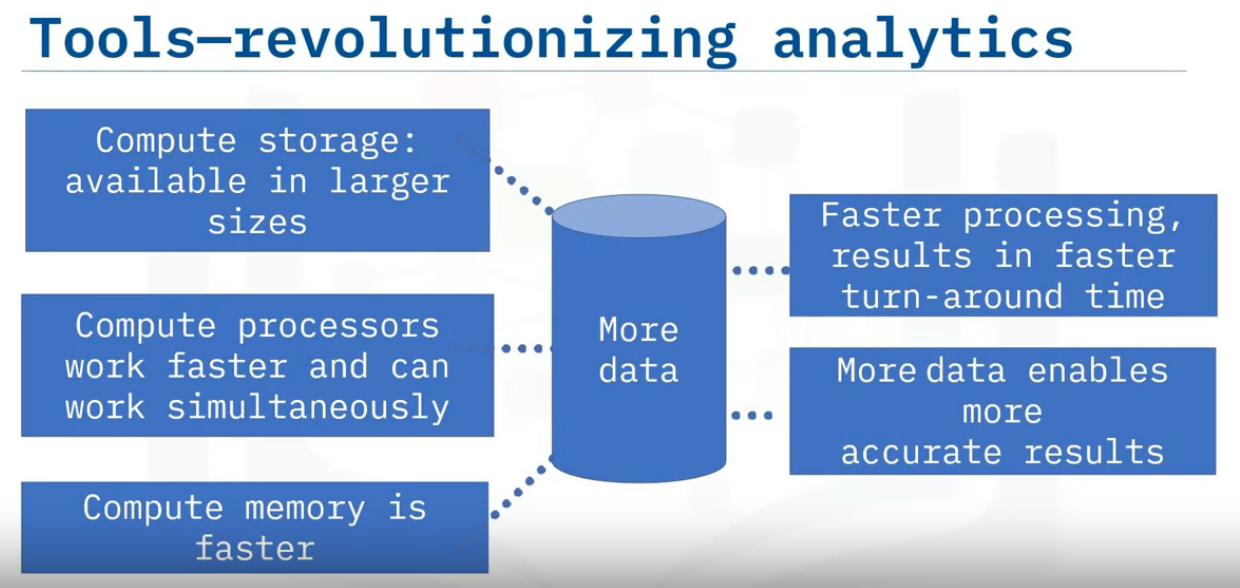 Tools—revolutionizing analytics
Compute storage:
available in larger
sizes
Compute processors
work faster and can
work simultaneously
Compute memory is
faster
More
data
Faster processing,
results in faster
turn-around time
More data enables
more
accurate results